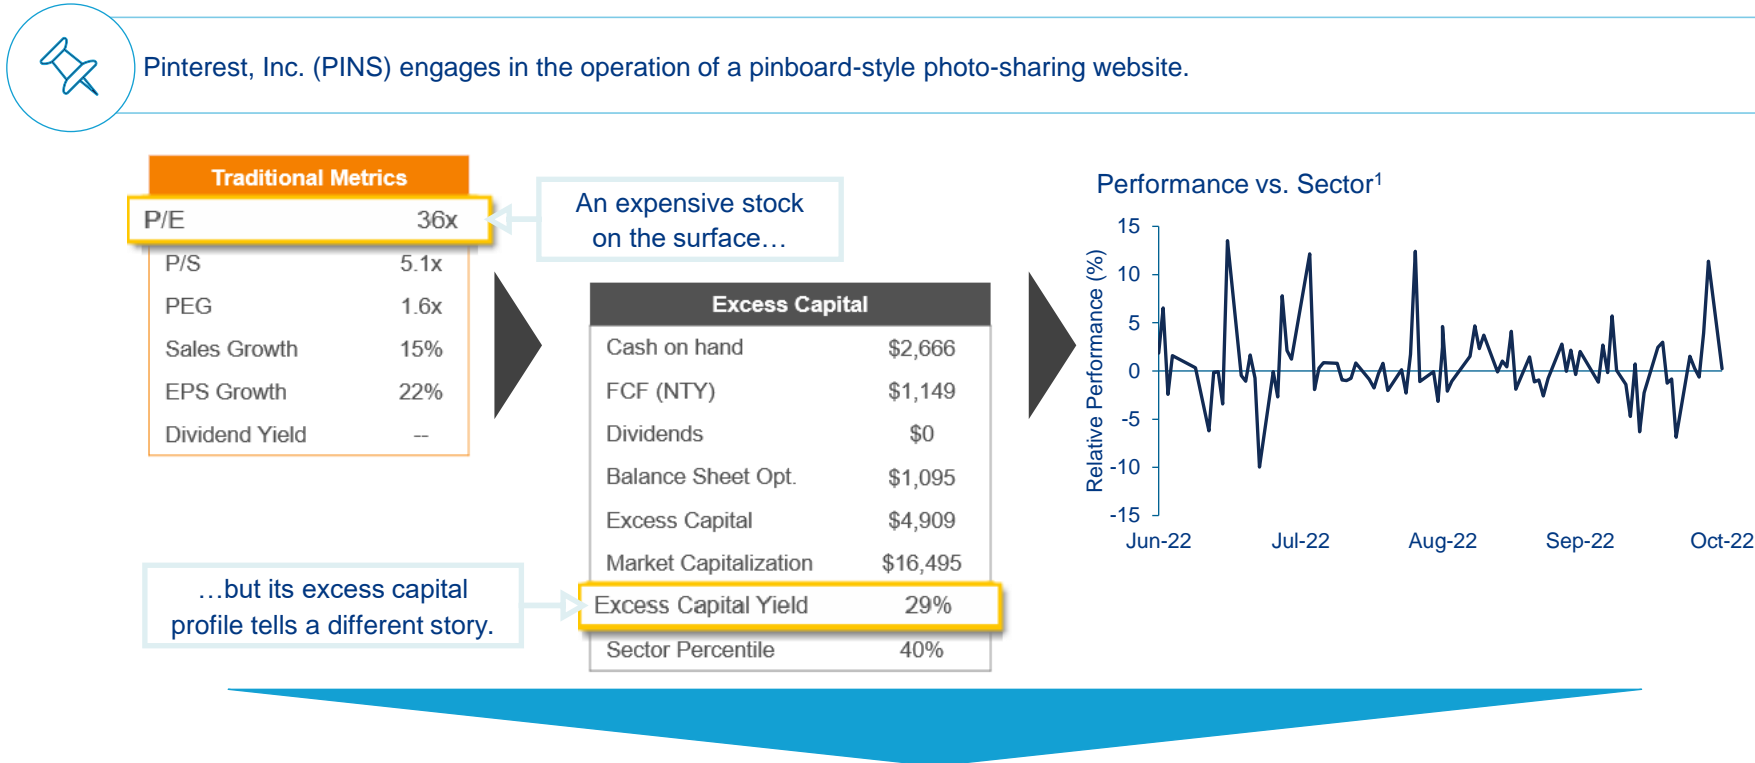 Pinterest, Inc. (PINS) engages in the operation of a pinboard-style photo-sharing website.
Traditional Metrics
P/E 36x
P/S 5.1x
PEG 1.6x
Sales Growth 15%
EPS Growth 22%
Dividend Yield --
An expensive stock
on the surface…
Excess Capital
Cash on hand $2,666
FCF (NTY) $1,149
Dividends $0
Balance Sheet Opt. $1,095
Excess Capital $4,909
Market Capitalization $16,495
Excess Capital Yield 29%
Sector Percentile 40%
…but its excess capital
profile tells a different story.
Performance vs. Sector¹
Relative Performance (%)
15
10
5
0
-5
-10
-15
Jun-22 Jul-22 Aug-22 Sep-22 Oct-22